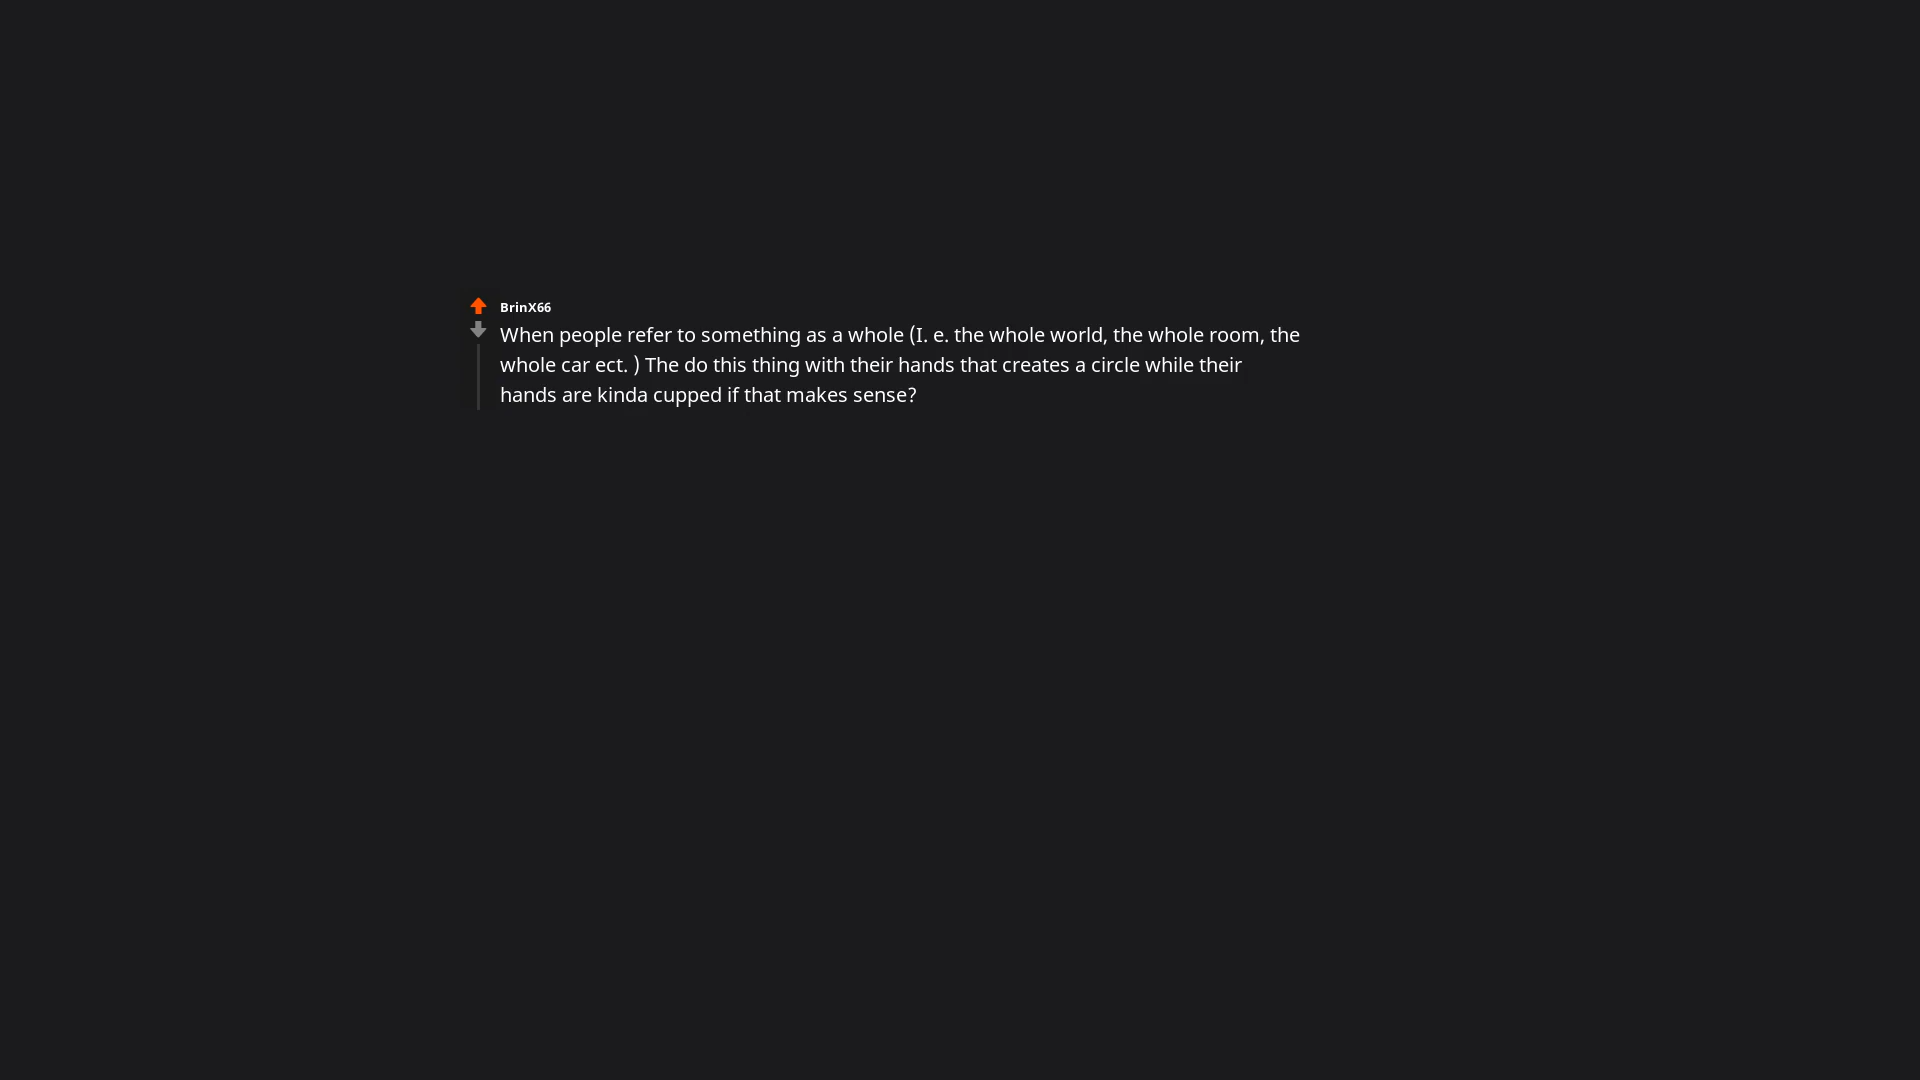 BrinX66
When people refer to something as a whole (I. e. the whole world, the whole room, the
whole car ect. ) The do this thing with their hands that creates a circle while their
hands are kinda cupped if that makes sense?